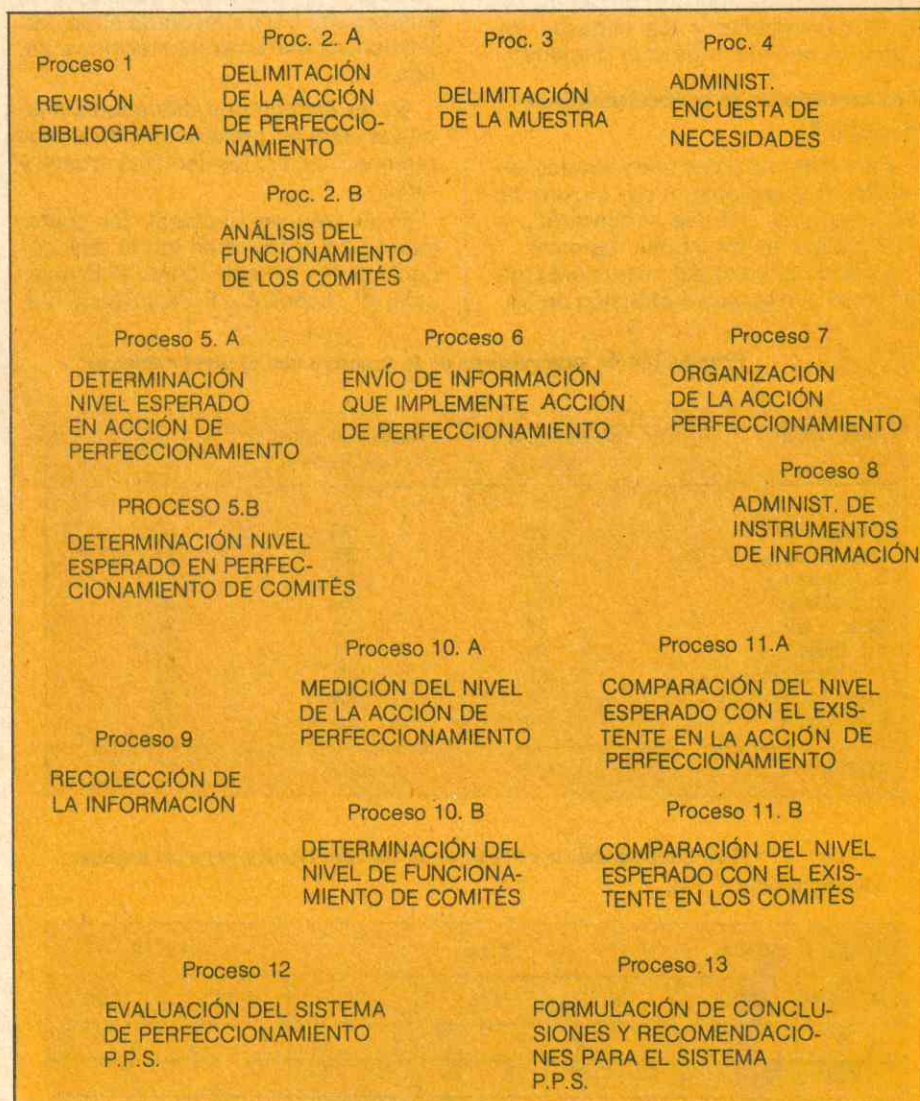 Proceso 1
REVISIÓN
BIBLIOGRAFICA
Proc. 2. A
DELIMITACIÓN
DE LA ACCIÓN
DE PERFECCIO-
NAMIENTO
Proc. 3
DELIMITACIÓN
DE LA MUESTRA
Proc. 4
ADMINIST.
ENCUESTA DE
NECESIDADES
Proc. 2. B
ANÁLISIS DEL
FUNCIONAMIENTO
DE LOS COMITÉS
Proceso 5. A
DETERMINACIÓN
NIVEL ESPERADO
EN ACCIÓN DE
PERFECCIONAMIENTO
Proceso 6
ENVÍO DE INFORMACIÓN
QUE IMPLEMENTE ACCIÓN
DE PERFECCIONAMIENTO
Proceso 7
ORGANIZACIÓN
DE LA ACCIÓN
PERFECCIONAMIENTO
PROCESO 5.B
DETERMINACIÓN NIVEL
ESPERADO EN PERFEC-
CIONAMIENTO DE COMITÉS
Proceso 8
ADMINIST. DE
INSTRUMENTOS
DE INFORMACIÓN
Proceso 9
RECOLECCIÓN DE
LA INFORMACIÓN
Proceso 10. A
MEDICIÓN DEL NIVEL
DE LA ACCIÓN DE
PERFECCIONAMIENTO
Proceso 11.A
COMPARACIÓN DEL NIVEL
ESPERADO CON EL EXIS-
TENTE EN LA ACCIÓN DE
PERFECCIONAMIENTO
Proceso 10. B
DETERMINACIÓN DEL
NIVEL DE FUNCIONA-
MIENTO DE COMITÉS
Proceso 11. B
COMPARACIÓN DEL NIVEL
ESPERADO CON EL EXIS-
TENTE EN LOS COMITÉS
Proceso 12
EVALUACIÓN DEL SISTEMA
DE PERFECCIONAMIENTO
P.P.S.
Proceso 13
FORMULACIÓN DE CONCLU-
SIONES Y RECOMENDACIO-
NES PARA EL SISTEMA
P.P.S.